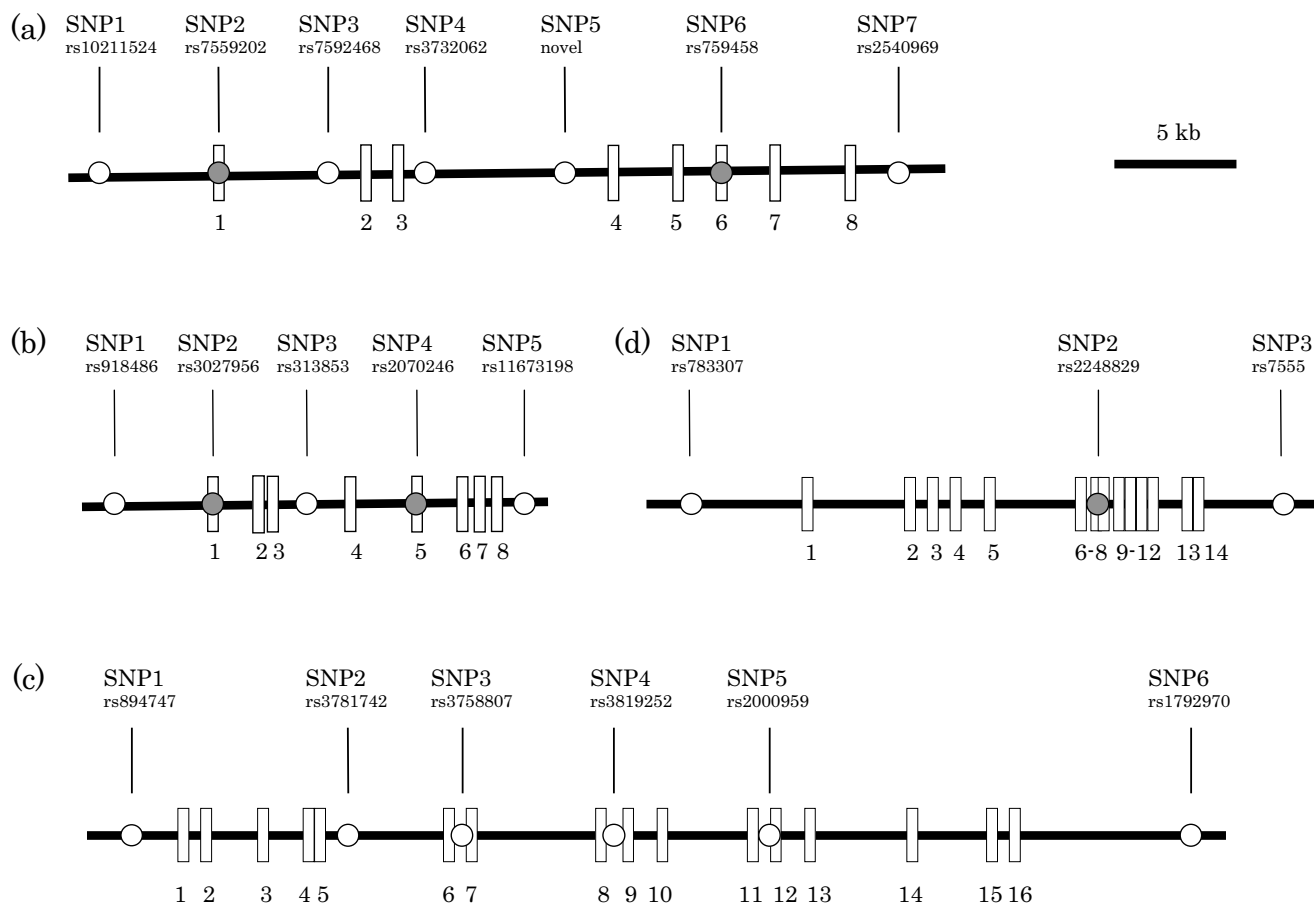 (a)
SNP1 SNP2 SNP3 SNP4 SNP5 SNP6 SNP7
rs10211524 rs7559202 rs7592468 rs3732062 novel rs759458 rs2540969
5 kb
1 2 3 4 5 6 7 8
(b)
SNP1 SNP2 SNP3 SNP4 SNP5
rs918486 rs3027956 rs313853 rs2070246 rs11673198
1 2 3 4 5 6 7 8
(d)
SNP1 SNP2 SNP3
rs783307 rs2248829 rs7555
1 2 3 4 5 6-8 9-12 13 14
(c)
SNP1 SNP2 SNP3 SNP4 SNP5 SNP6
rs894747 rs3781742 rs3758807 rs3819252 rs2000959 rs1792970
1 2 3 4 5 6 7 8 9 10 11 12 13 14 15 16